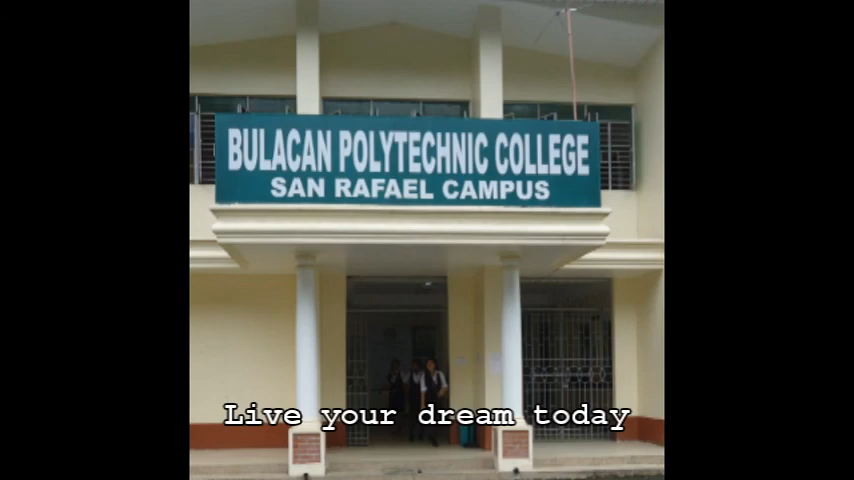 BULACAN POLYTECHNIC COLLEGE
SAN RAFAEL CAMPUS
Live your dream today